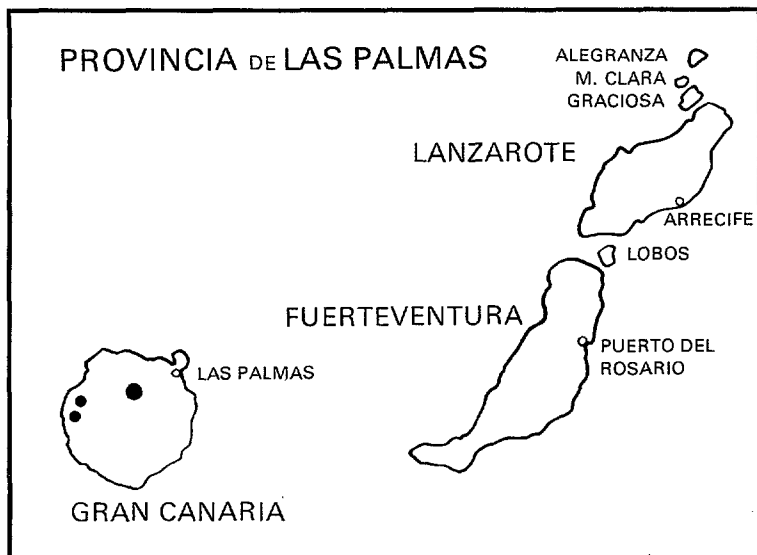 PROVINCIA DE LAS PALMAS
ALEGRANZA
M. CLARA
GRACIOSA
LANZAROTE
ARRECIFE
LOBOS
FUERTEVENTURA
PUERTO DEL
ROSARIO
LAS PALMAS
GRAN CANARIA